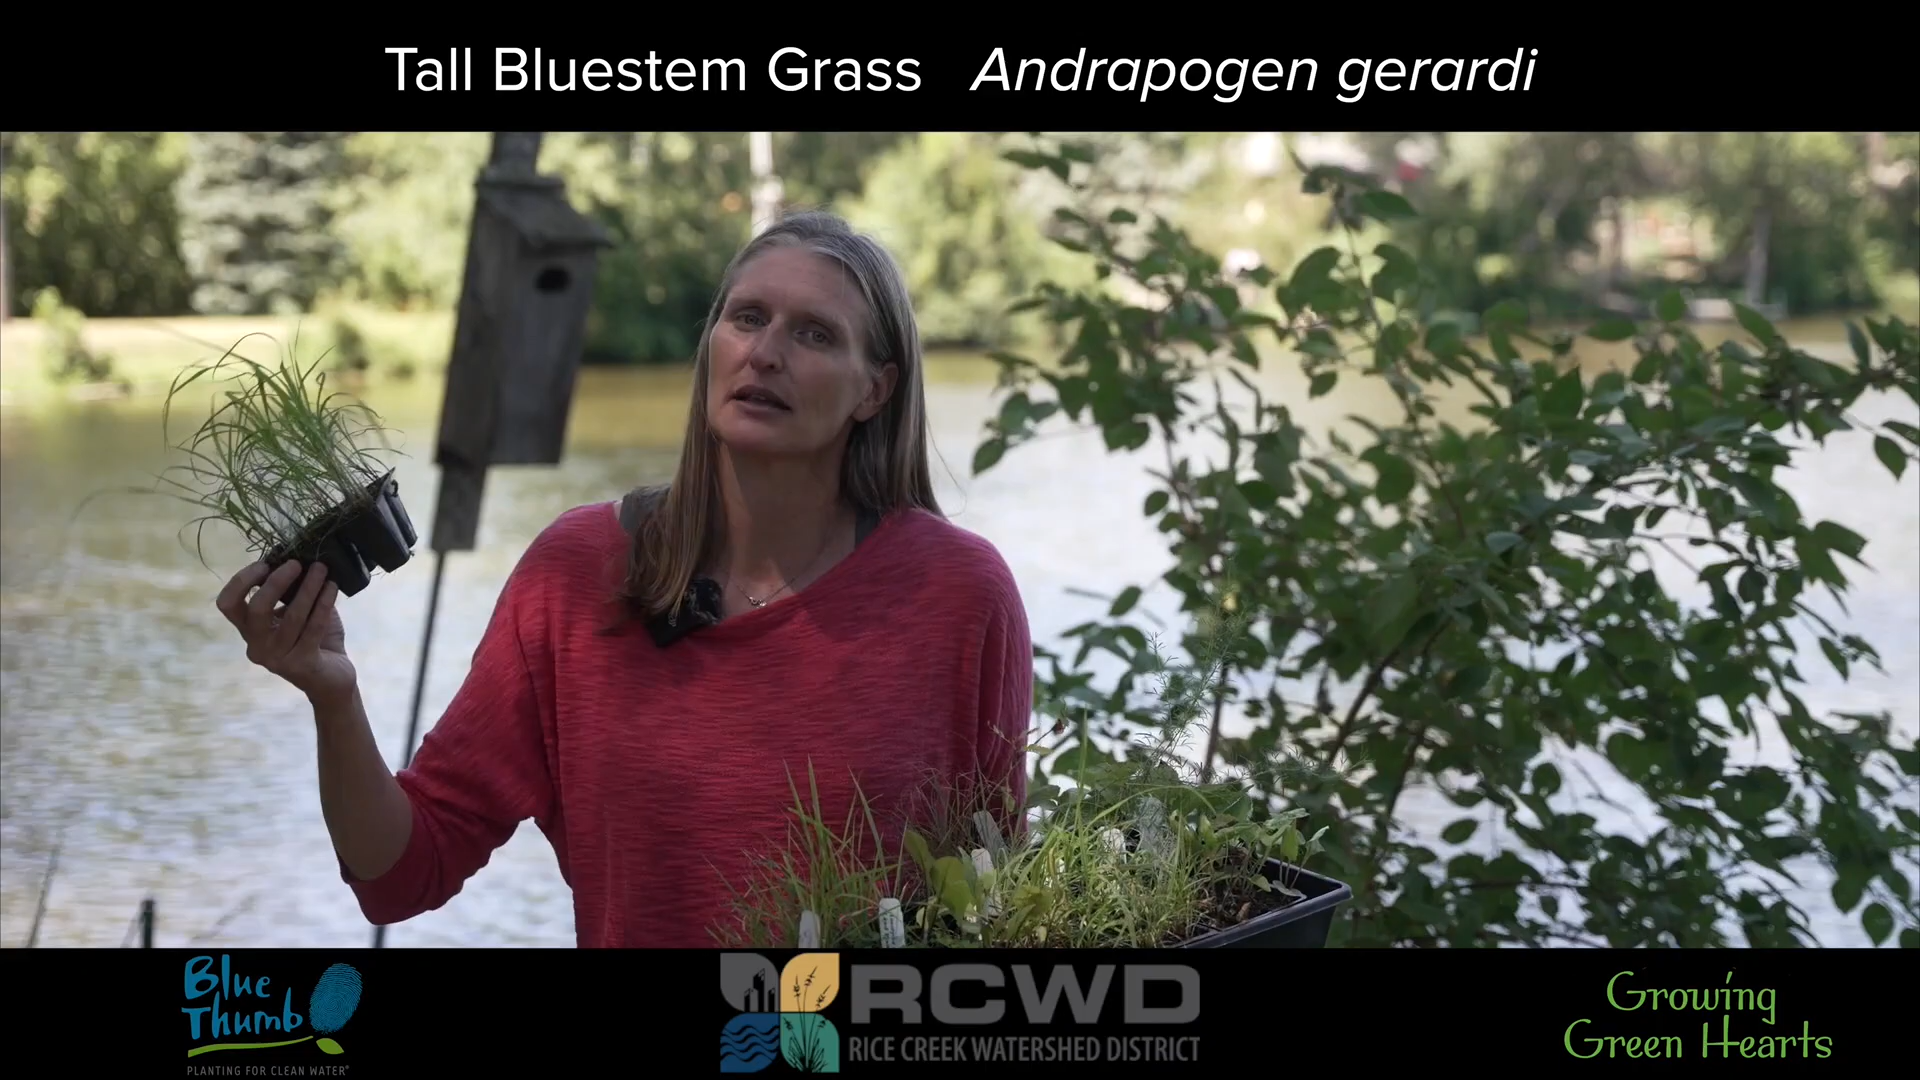 Tall Bluestem Grass Andrapogen gerardi
Blue
Thumb
PLANTING FOR CLEAN WATER®
RCWD
RICE CREEK WATERSHED DISTRICT
Growing
Green Hearts